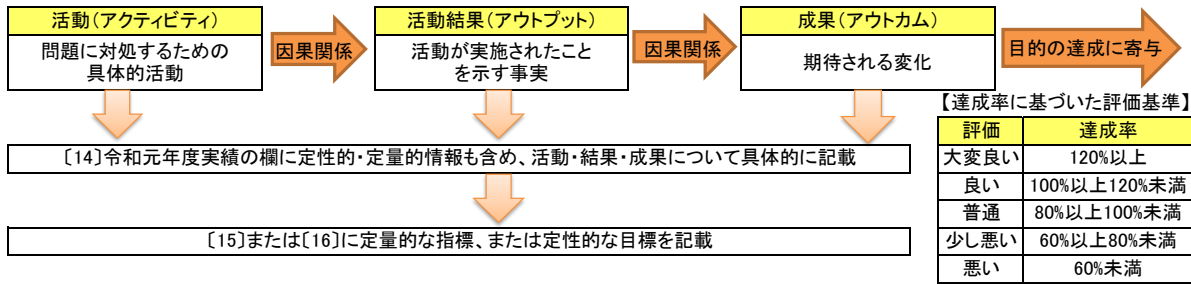 活動(アクティビティ)
問題に対処するための
具体的活動
因果関係
活動結果(アウトプット)
活動が実施されたこと
を示す事実
因果関係
成果(アウトカム)
期待される変化
目的の達成に寄与
〔14〕令和元年度実績の欄に定性的・定量的情報も含め、活動・結果・成果について具体的に記載
〔15〕または〔16〕に定量的な指標、または定性的な目標を記載
【達成率に基づいた評価基準】
評価 達成率
大変良い 120%以上
良い 100%以上120%未満
普通 80%以上100%未満
少し悪い 60%以上80%未満
悪い 60%未満